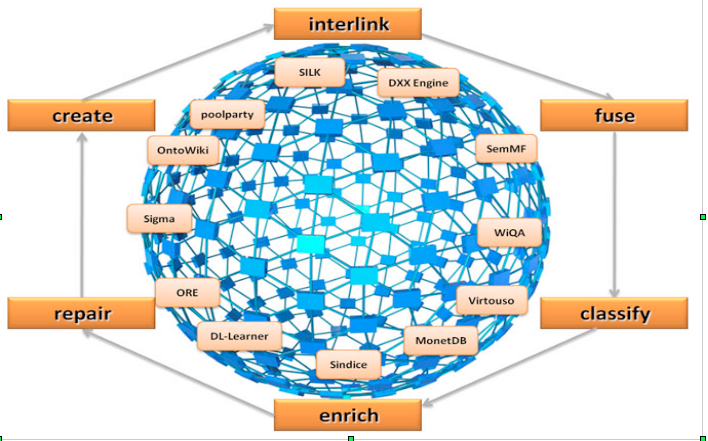 interlink
SILK
DXX Engine
create
poolparty
fuse
OntoWiki
SemMF
Sigma
WiQA
ORE
Virtouso
repair
classify
DL-Learner
MonetDB
Sindice
enrich